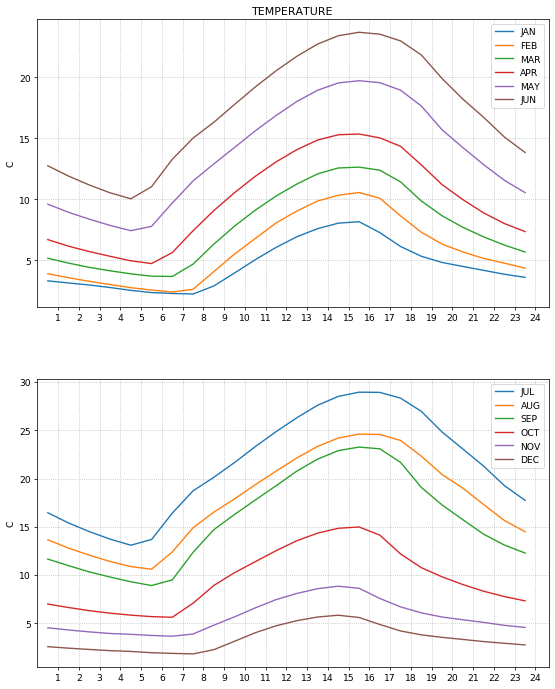 TEMPERATURE
JAN
FEB
MAR
APR
MAY
JUN
20
15
10
5
C
1 2 3 4 5 6 7 8 9 10 11 12 13 14 15 16 17 18 19 20 21 22 23 24
JUL
AUG
SEP
OCT
NOV
DEC
30
25
20
15
10
5
C
1 2 3 4 5 6 7 8 9 10 11 12 13 14 15 16 17 18 19 20 21 22 23 24